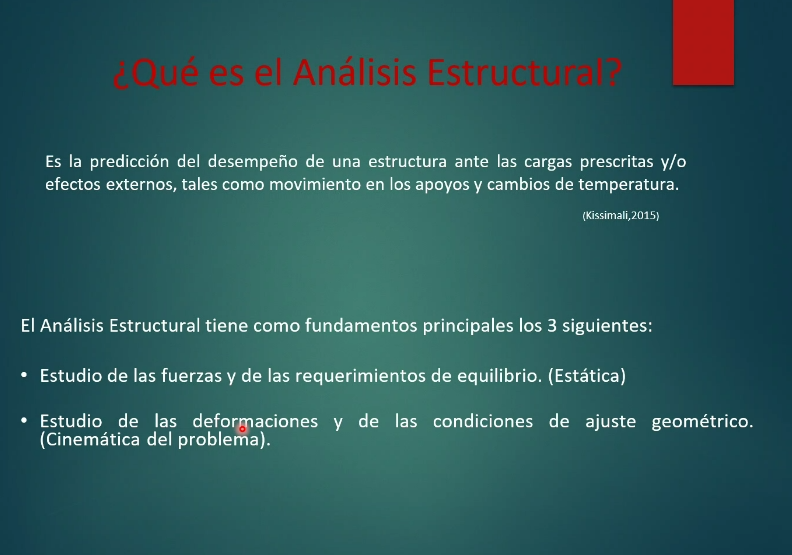 ¿Qué es el Análisis Estructural?
Es la predicción del desempeño de una estructura ante las cargas prescritas y/o
efectos externos, tales como movimiento en los apoyos y cambios de temperatura.
(Kissimali,2015)
El Análisis Estructural tiene como fundamentos principales los 3 siguientes:
• Estudio de las fuerzas y de las requerimientos de equilibrio. (Estática)
• Estudio de las deformaciones y de las condiciones de ajuste geométrico.
(Cinemática del problema).